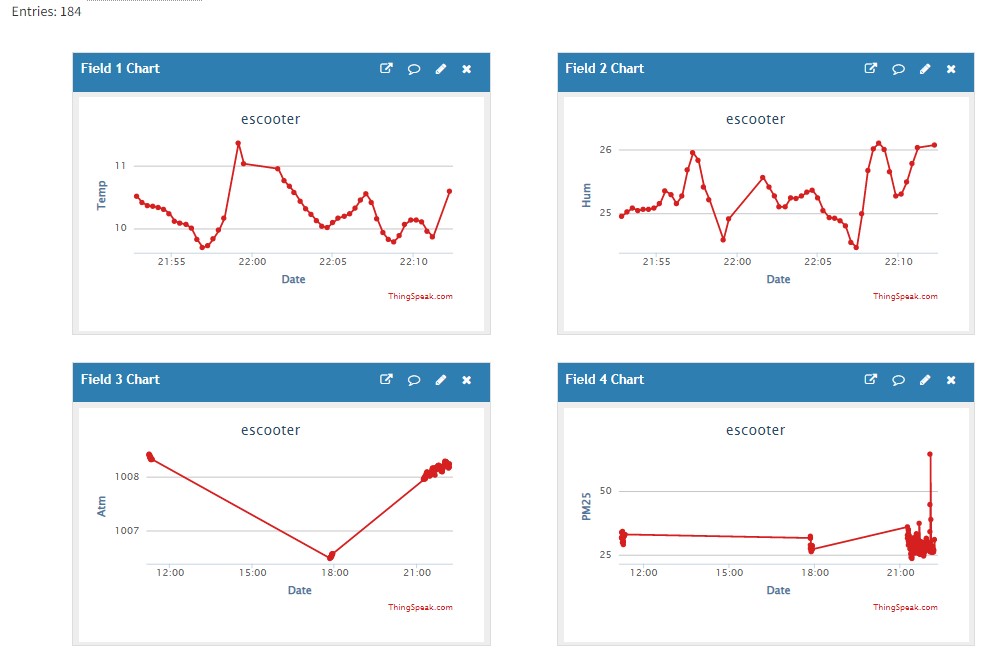 Entries: 184
Field 1 Chart
escooter
Temp
11
10
21:55 22:00 22:05 22:10
Date
ThingSpeak.com
Field 2 Chart
escooter
Hum
26
25
21:55 22:00 22:05 22:10
Date
ThingSpeak.com
Field 3 Chart
escooter
Atm
1008
1007
12:00 15:00 18:00 21:00
Date
ThingSpeak.com
Field 4 Chart
escooter
PM25
50
25
12:00 15:00 18:00 21:00
Date
ThingSpeak.com